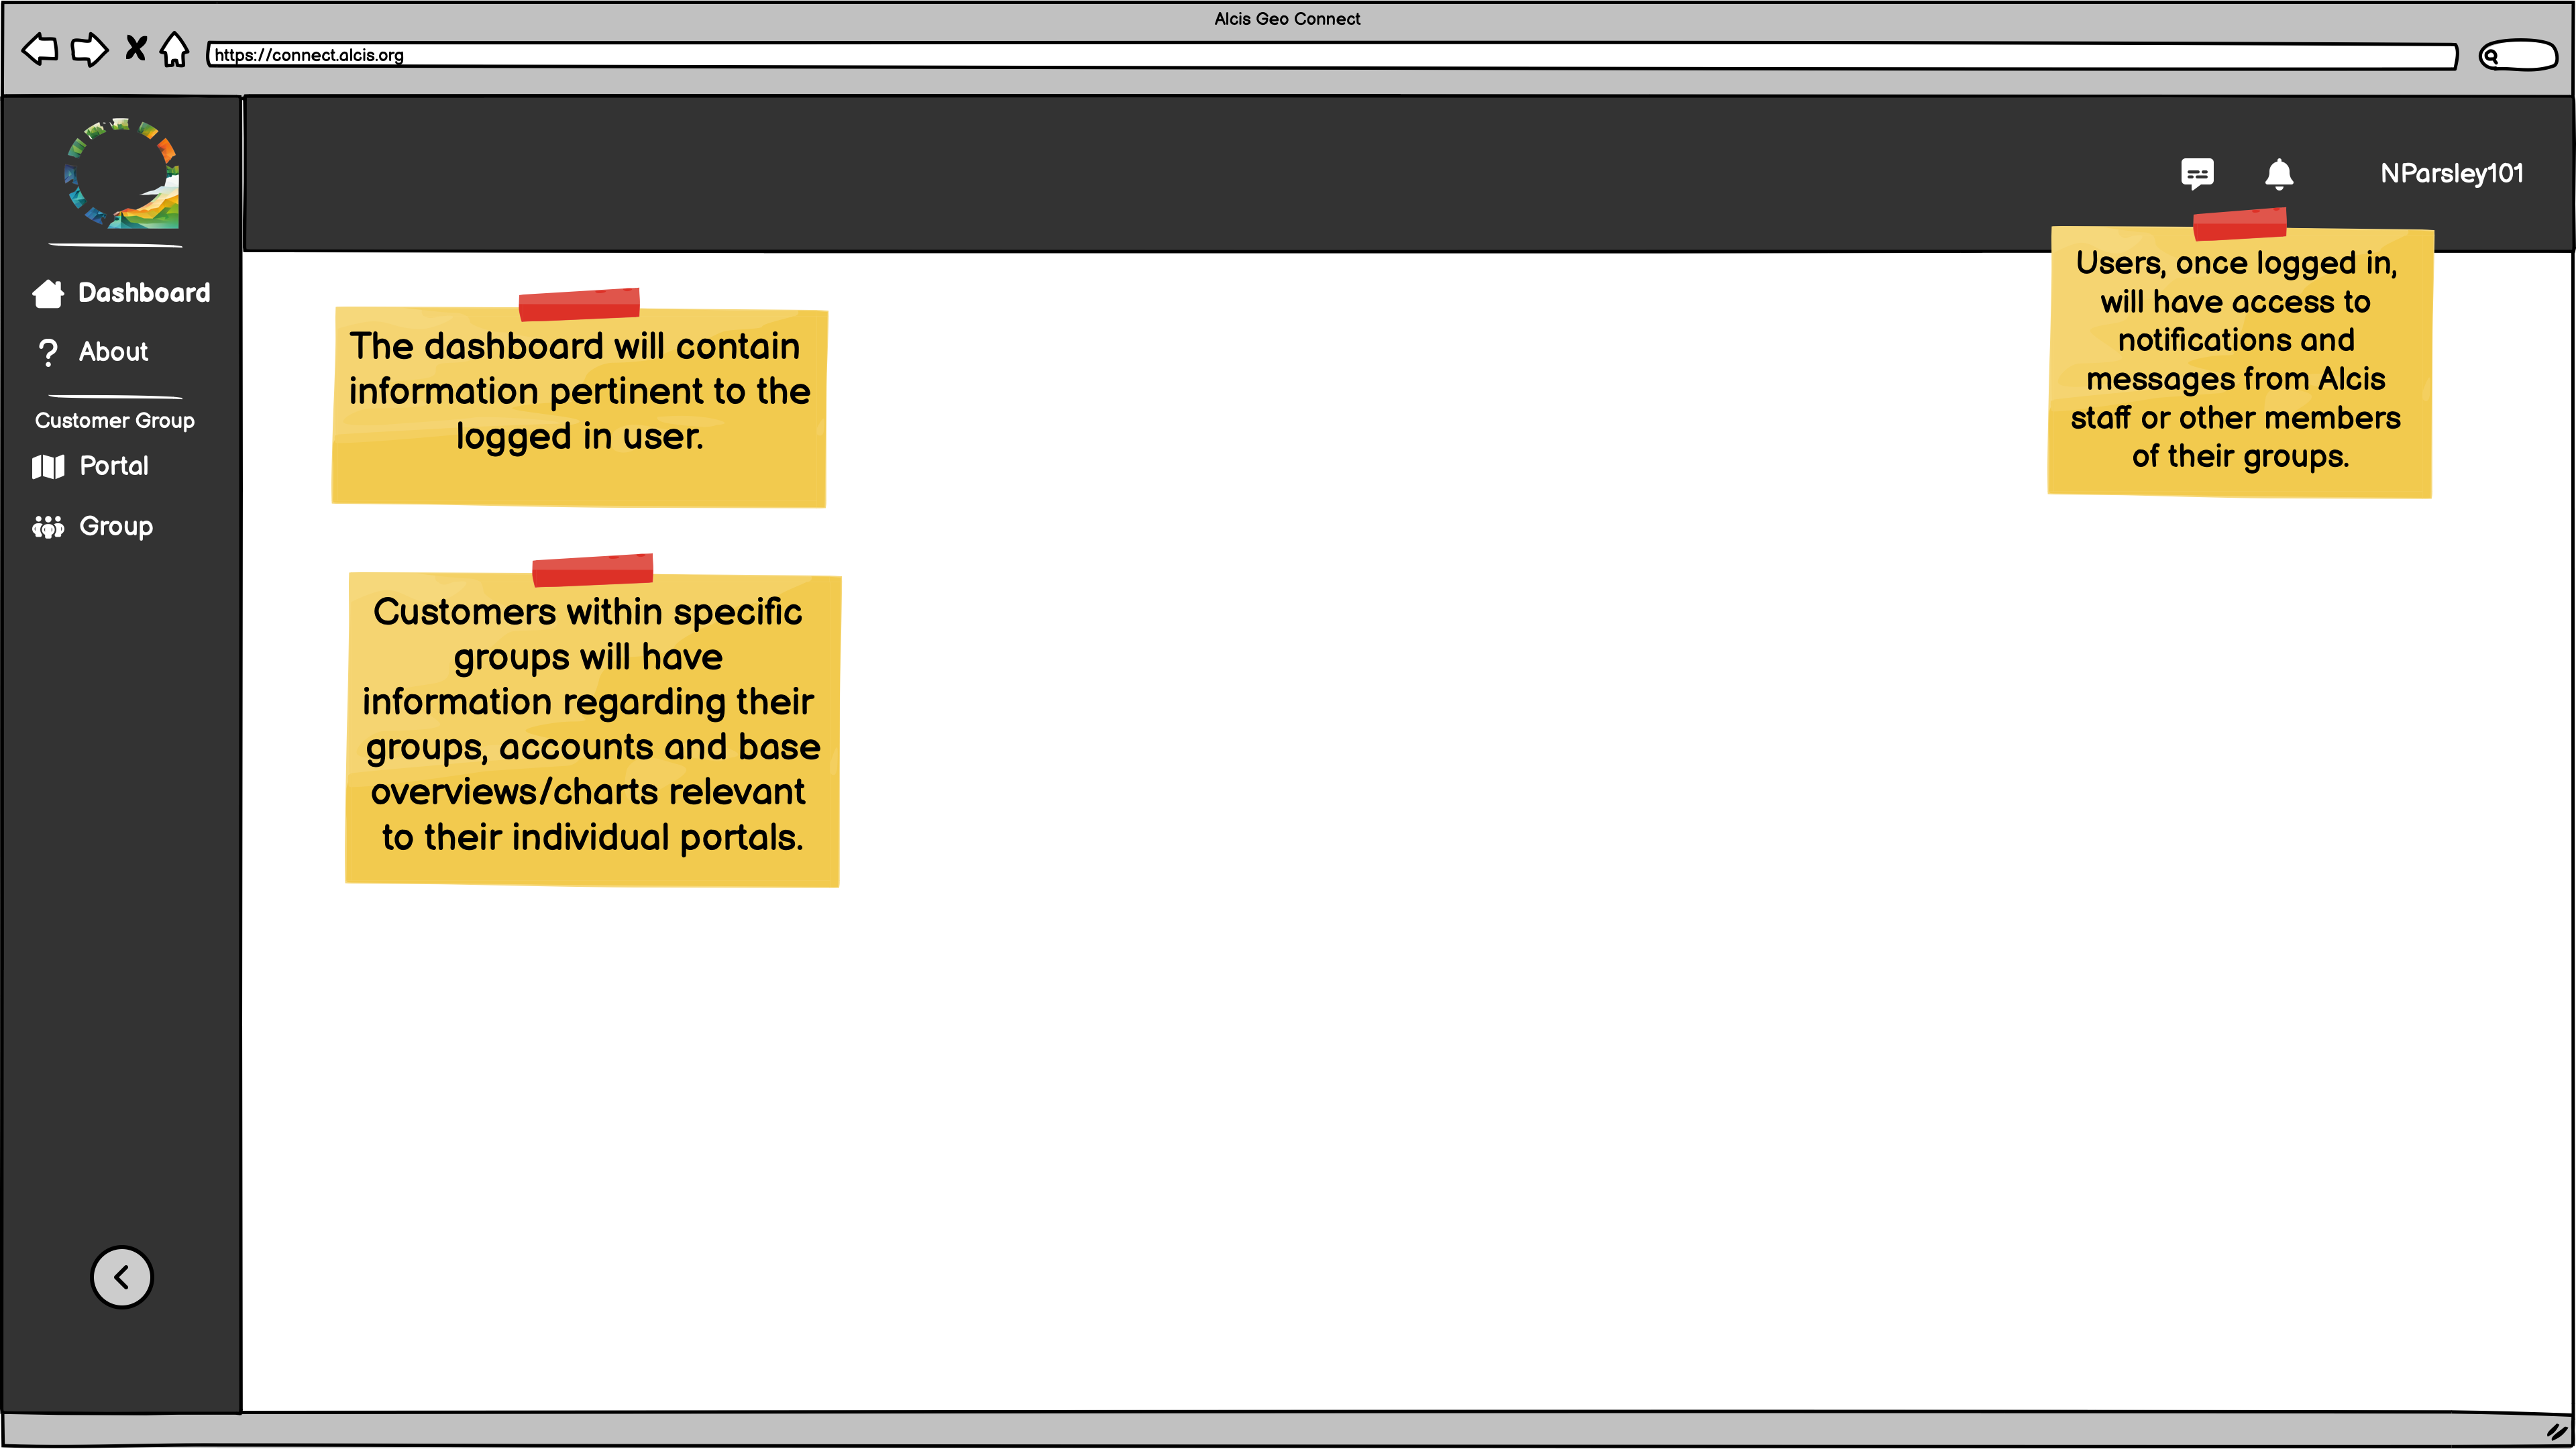 Alcis Geo Connect
https://connect.alcis.org
NParsley101
Dashboard
About
Customer Group
Portal
Group
The dashboard will contain
information pertinent to the
logged in user.
Customers within specific
groups will have
information regarding their
groups, accounts and base
overviews/charts relevant
to their individual portals.
Users, once logged in,
will have access to
notifications and
messages from Alcis
staff or other members
of their groups.